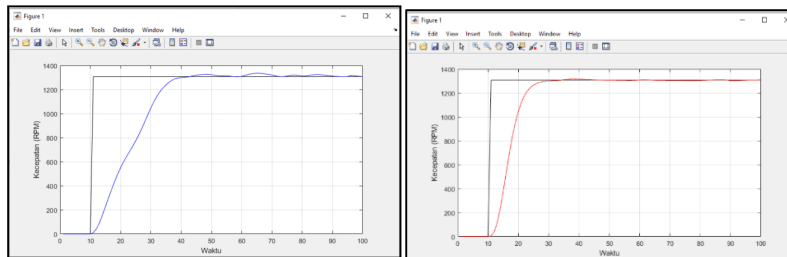 Figure 1
File Edit View Insert Tools Desktop Window Help
1400
1200
1000
800
600
400
200
0
Kecepatan (RPM)
0 10 20 30 40 50 60 70 80 90 100
Waktu
Figure 1
File Edit View Insert Tools Desktop Window Help
1400
1200
1000
800
600
400
200
0
Kecepatan (RPM)
0 10 20 30 40 50 60 70 80 90 100
Waktu